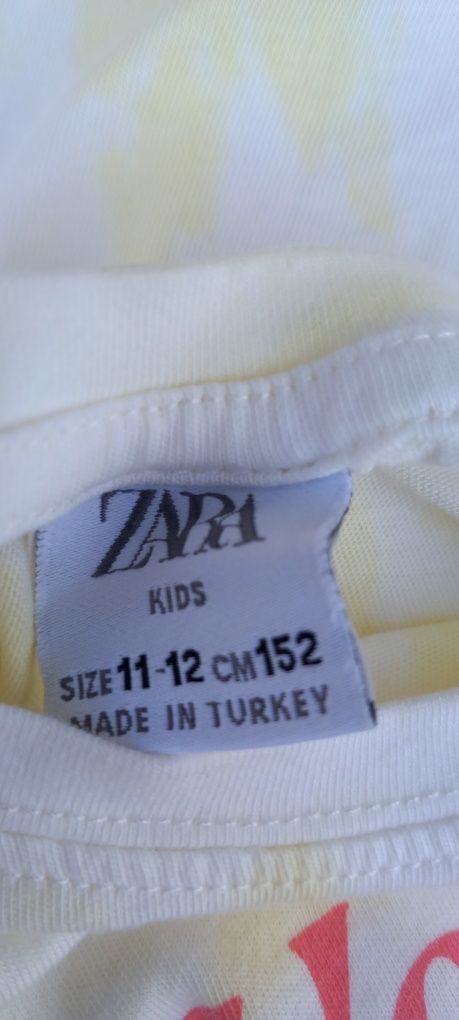 ZARA
KIDS
SIZE 11-12 CM 152
MADE IN TURKEY